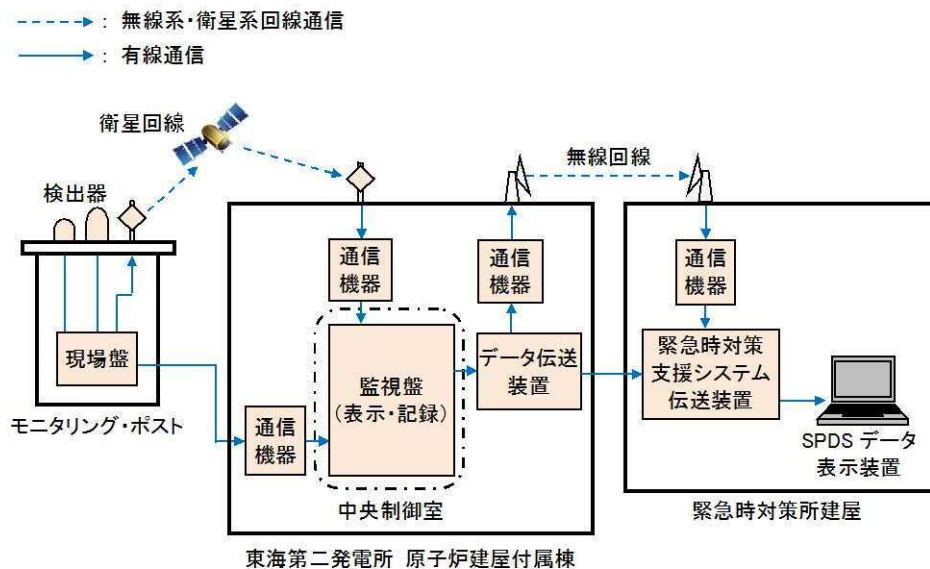 ： 無線系・衛星系回線通信
： 有線通信
衛星回線
無線回線
検出器
通信
機器
通信
機器
通信
機器
現場盤
監視盤
（表示・記録）
データ伝送
装置
緊急時対策
支援システム
伝送装置
モニタリング・ポスト
通信
機器
SPDS データ
表示装置
中央制御室
緊急時対策所建屋
東海第二発電所 原子炉建屋付属棟